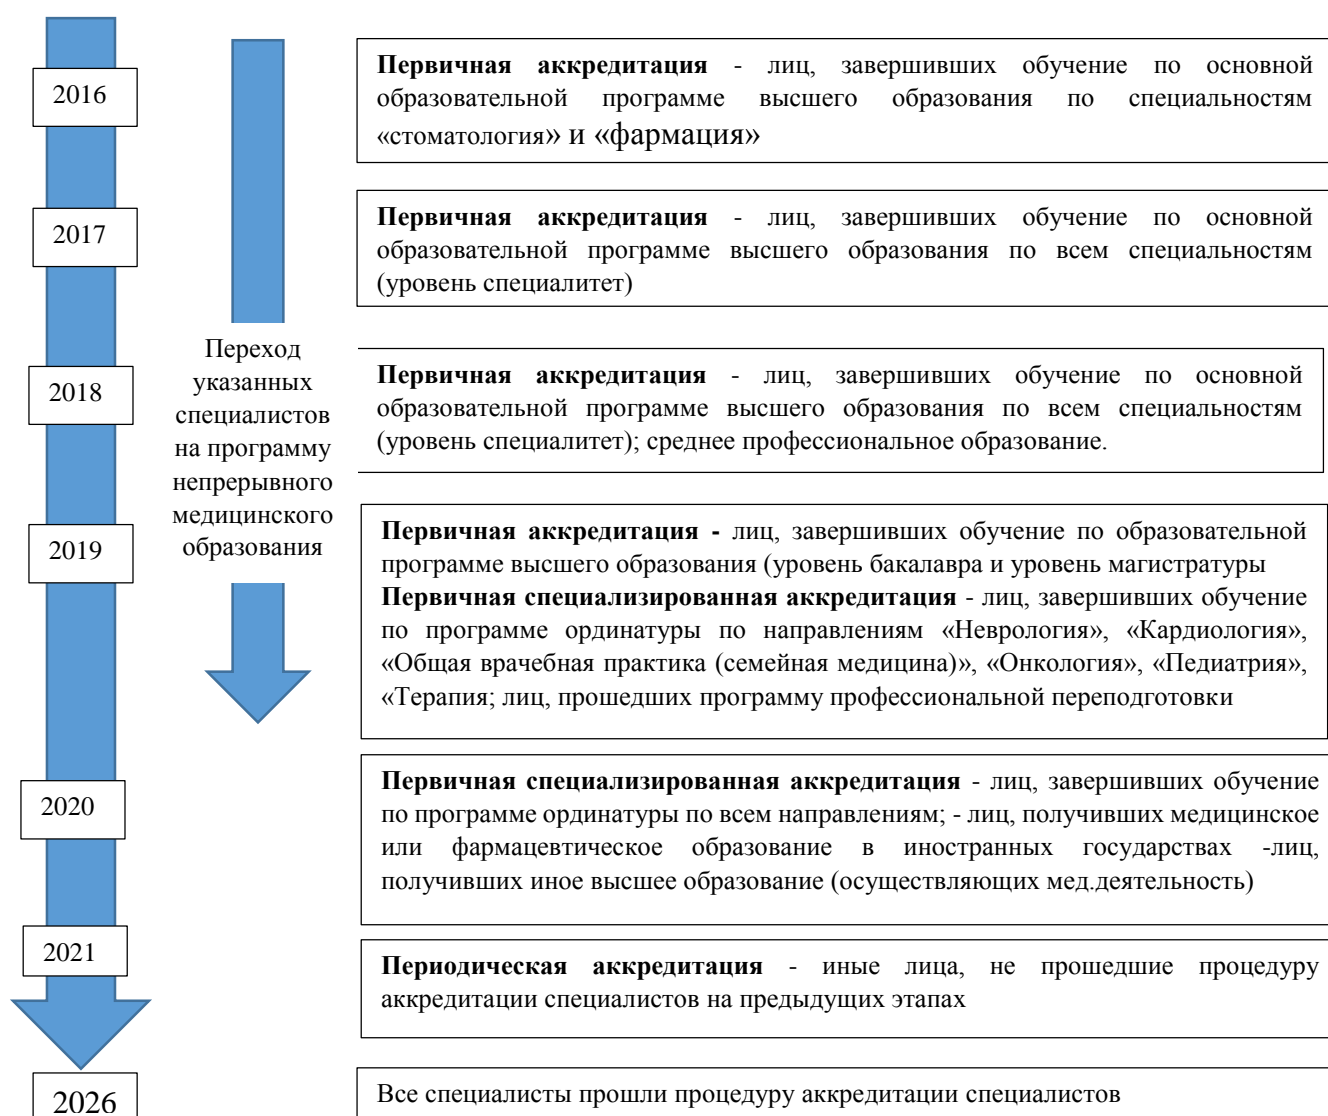 2016
Первичная аккредитация - лиц, завершивших обучение по основной
образовательной программе высшего образования по специальностям
«стоматология» и «фармация»
2017
Первичная аккредитация - лиц, завершивших обучение по основной
образовательной программе высшего образования по всем специальностям
(уровень специалитет)
Переход
указанных
специалистов
на программу
непрерывного
медицинского
образования
2018
Первичная аккредитация - лиц, завершивших обучение по основной
образовательной программе высшего образования по всем специальностям
(уровень специалитет); среднее профессиональное образование.
2019
Первичная аккредитация - лиц, завершивших обучение по образовательной
программе высшего образования (уровень бакалавра и уровень магистратуры
Первичная специализированная аккредитация - лиц, завершивших обучение
по программе ординатуры по направлениям «Неврология», «Кардиология»,
«Общая врачебная практика (семейная медицина)», «Онкология», «Педиатрия»,
«Терапия; лиц, прошедших программу профессиональной переподготовки
2020
Первичная специализированная аккредитация - лиц, завершивших обучение
по программе ординатуры по всем направлениям; - лиц, получивших медицинское
или фармацевтическое образование в иностранных государствах -лиц,
получивших иное высшее образование (осуществляющих мед.деятельность)
2021
Периодическая аккредитация - иные лица, не прошедшие процедуру
аккредитации специалистов на предыдущих этапах
2026
Все специалисты прошли процедуру аккредитации специалистов